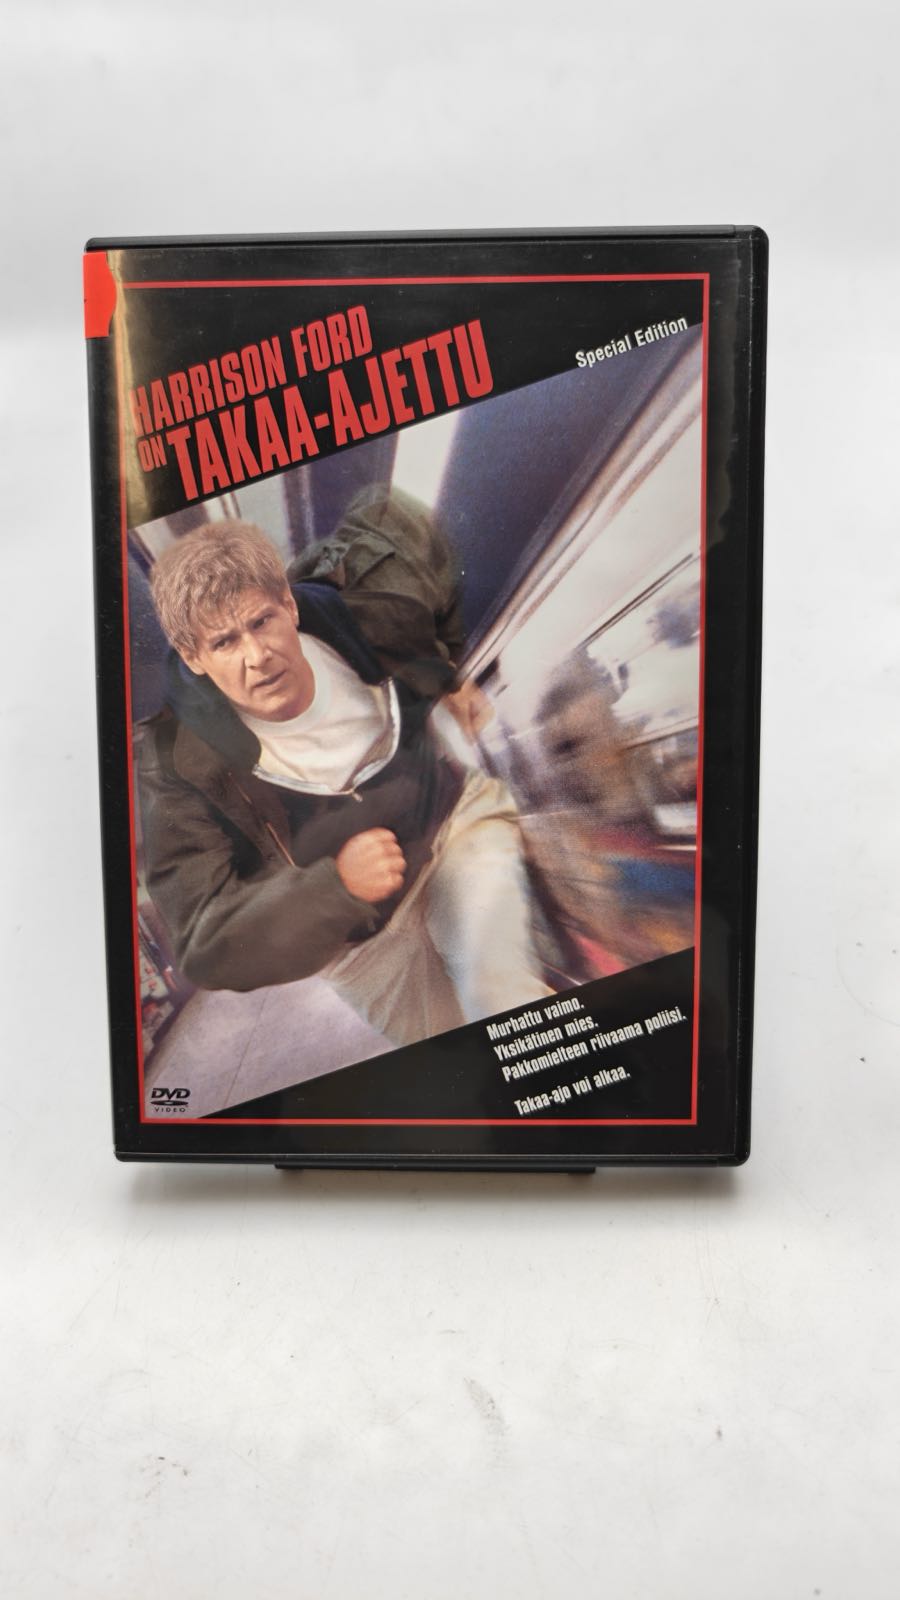 HARRISON FORD
ON TAKAA-AJETTU
Special Edition
Murhattu vaimo.
Yksikätinen mies.
Pakkomielteen riivaama poliisi.
Takaa-ajo voi alkaa.
DVD
VIDEO